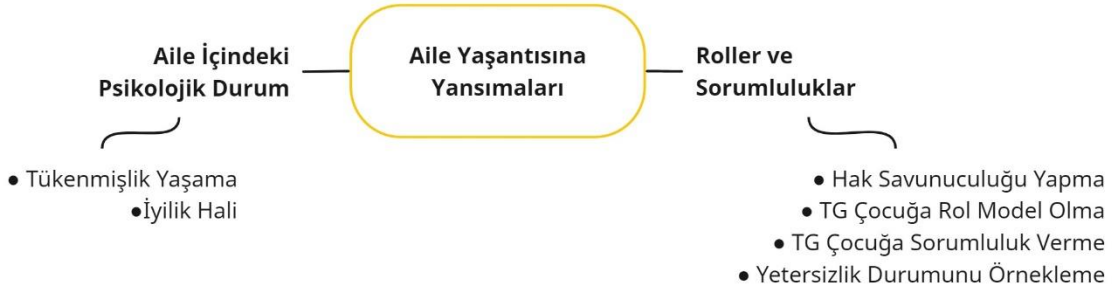 Aile İçindeki
Psikolojik Durum
Aile Yaşantısına
Yansımaları
Roller ve
Sorumluluklar
● Tükenmişlik Yaşama
●İyilik Hali
● Hak Savunuculuğu Yapma
● TG Çocuğa Rol Model Olma
● TG Çocuğa Sorumluluk Verme
● Yetersizlik Durumunu Örnekleme